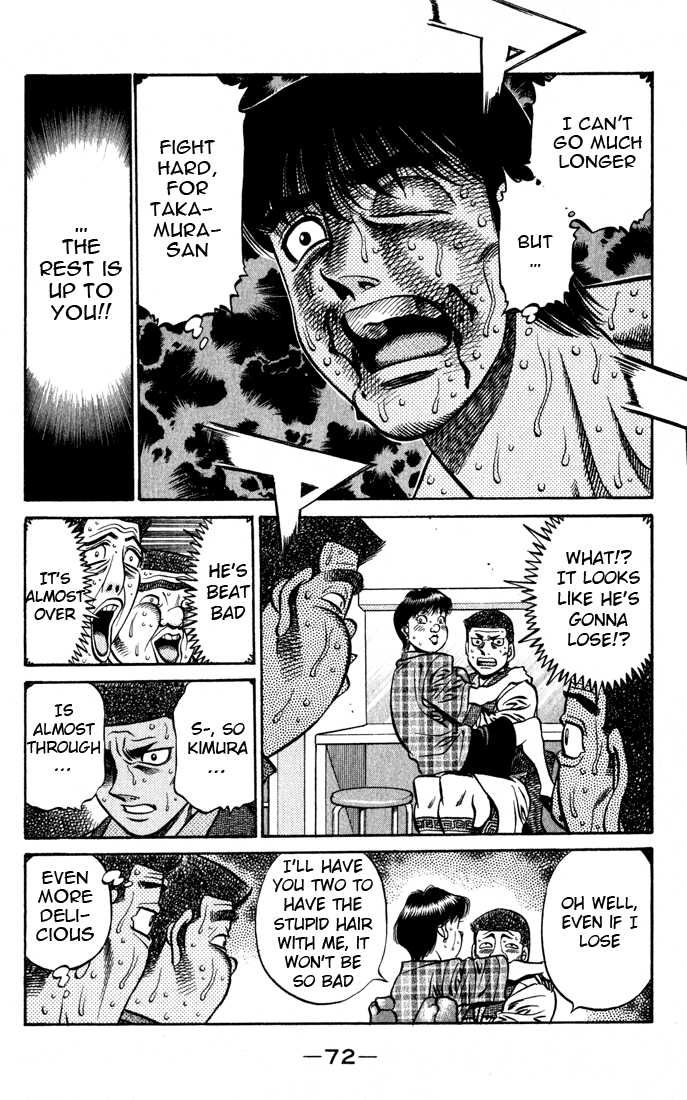 I CAN'T
GO MUCH
LONGER
BUT
...
FIGHT
HARD,
FOR
TAKA-
MURA-
SAN
...
THE
REST IS
UP TO
YOU!!
WHAT!?
IT LOOKS
LIKE HE'S
GONNA
LOSE!?
HE'S
BEAT
BAD
IT'S
ALMOST
OVER
S-, SO
KIMURA
...
IS
ALMOST
THROUGH
...
OH WELL,
EVEN IF I
LOSE
I'LL HAVE
YOU TWO TO
HAVE THE
STUPID HAIR
WITH ME, IT
WON'T BE
SO BAD
EVEN
MORE
DELI-
CIOUS
—72—